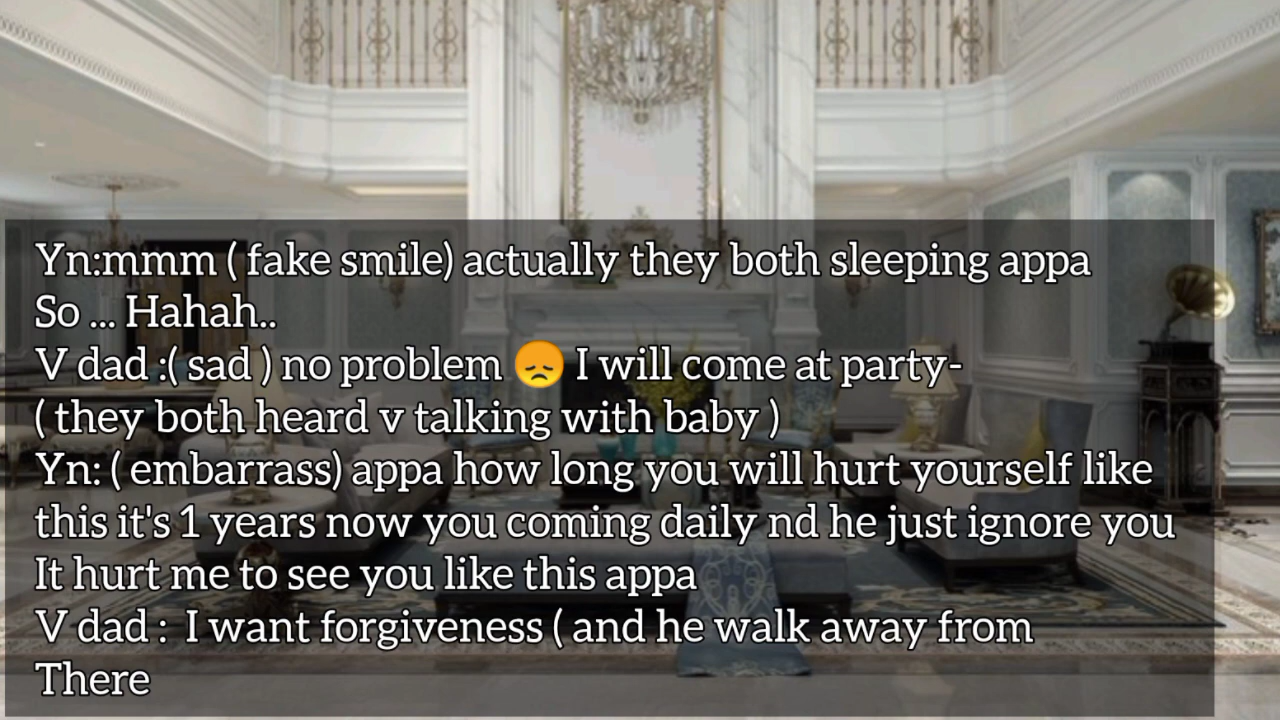 Yn:mmm ( fake smile) actually they both sleeping appa
So ... Hahah..
V dad :( sad ) no problem 😞 I will come at party-
( they both heard v talking with baby )
Yn: ( embarrass) appa how long you will hurt yourself like
this it's 1 years now you coming daily nd he just ignore you
It hurt me to see you like this appa
V dad :  I want forgiveness ( and he walk away from
There